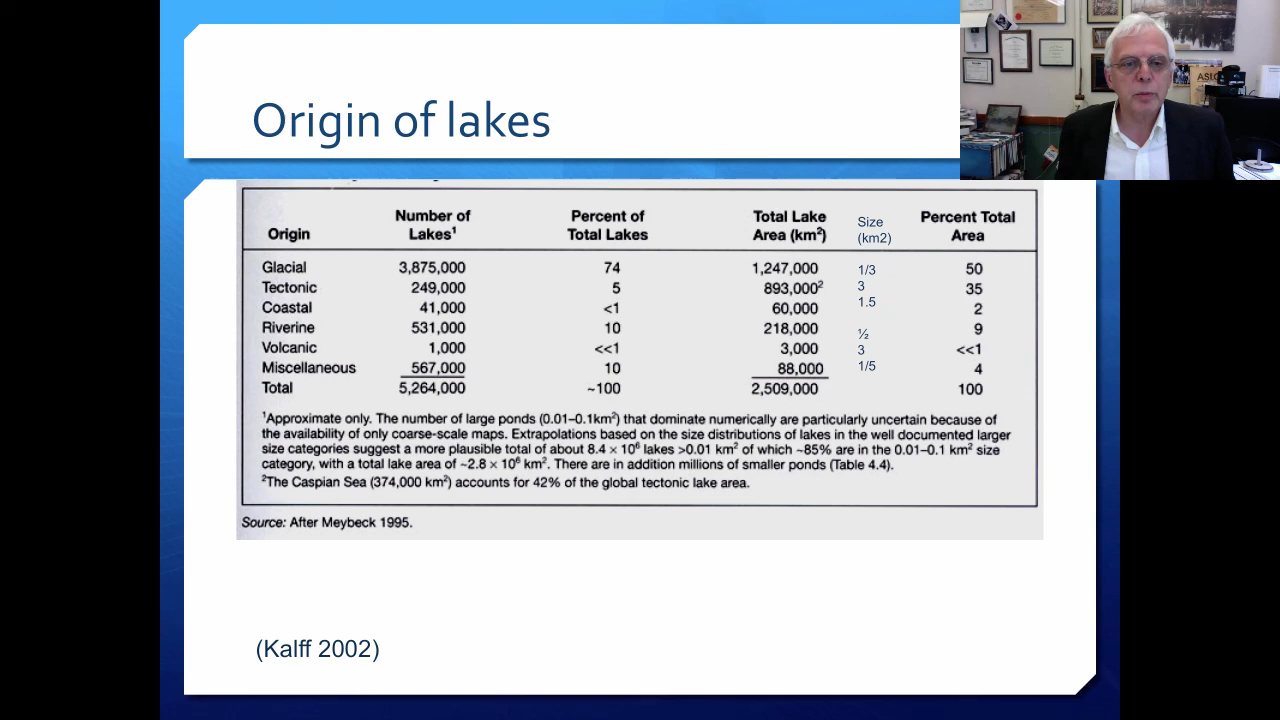 Origin of lakes
Origin Number of Lakes¹ Percent of Total Lakes Total Lake Area (km²) Size (km2) Percent Total Area
Glacial 3,875,000 74 1,247,000 1/3 50
Tectonic 249,000 5 893,000² 3 35
Coastal 41,000 <1 60,000 1.5 2
Riverine 531,000 10 218,000 ½ 9
Volcanic 1,000 <<1 3,000 3 <<1
Miscellaneous 567,000 10 88,000 1/5 4
Total 5,264,000 ~100 2,509,000 100
¹Approximate only. The number of large ponds (0.01–0.1km²) that dominate numerically are particularly uncertain because of
the availability of only coarse-scale maps. Extrapolations based on the size distributions of lakes in the well documented larger
size categories suggest a more plausible total of about 8.4 × 10⁶ lakes >0.01 km² of which ~85% are in the 0.01–0.1 km² size
category, with a total lake area of ~2.8 × 10⁶ km². There are in addition millions of smaller ponds (Table 4.4).
²The Caspian Sea (374,000 km²) accounts for 42% of the global tectonic lake area.
Source: After Meybeck 1995.
(Kalff 2002)